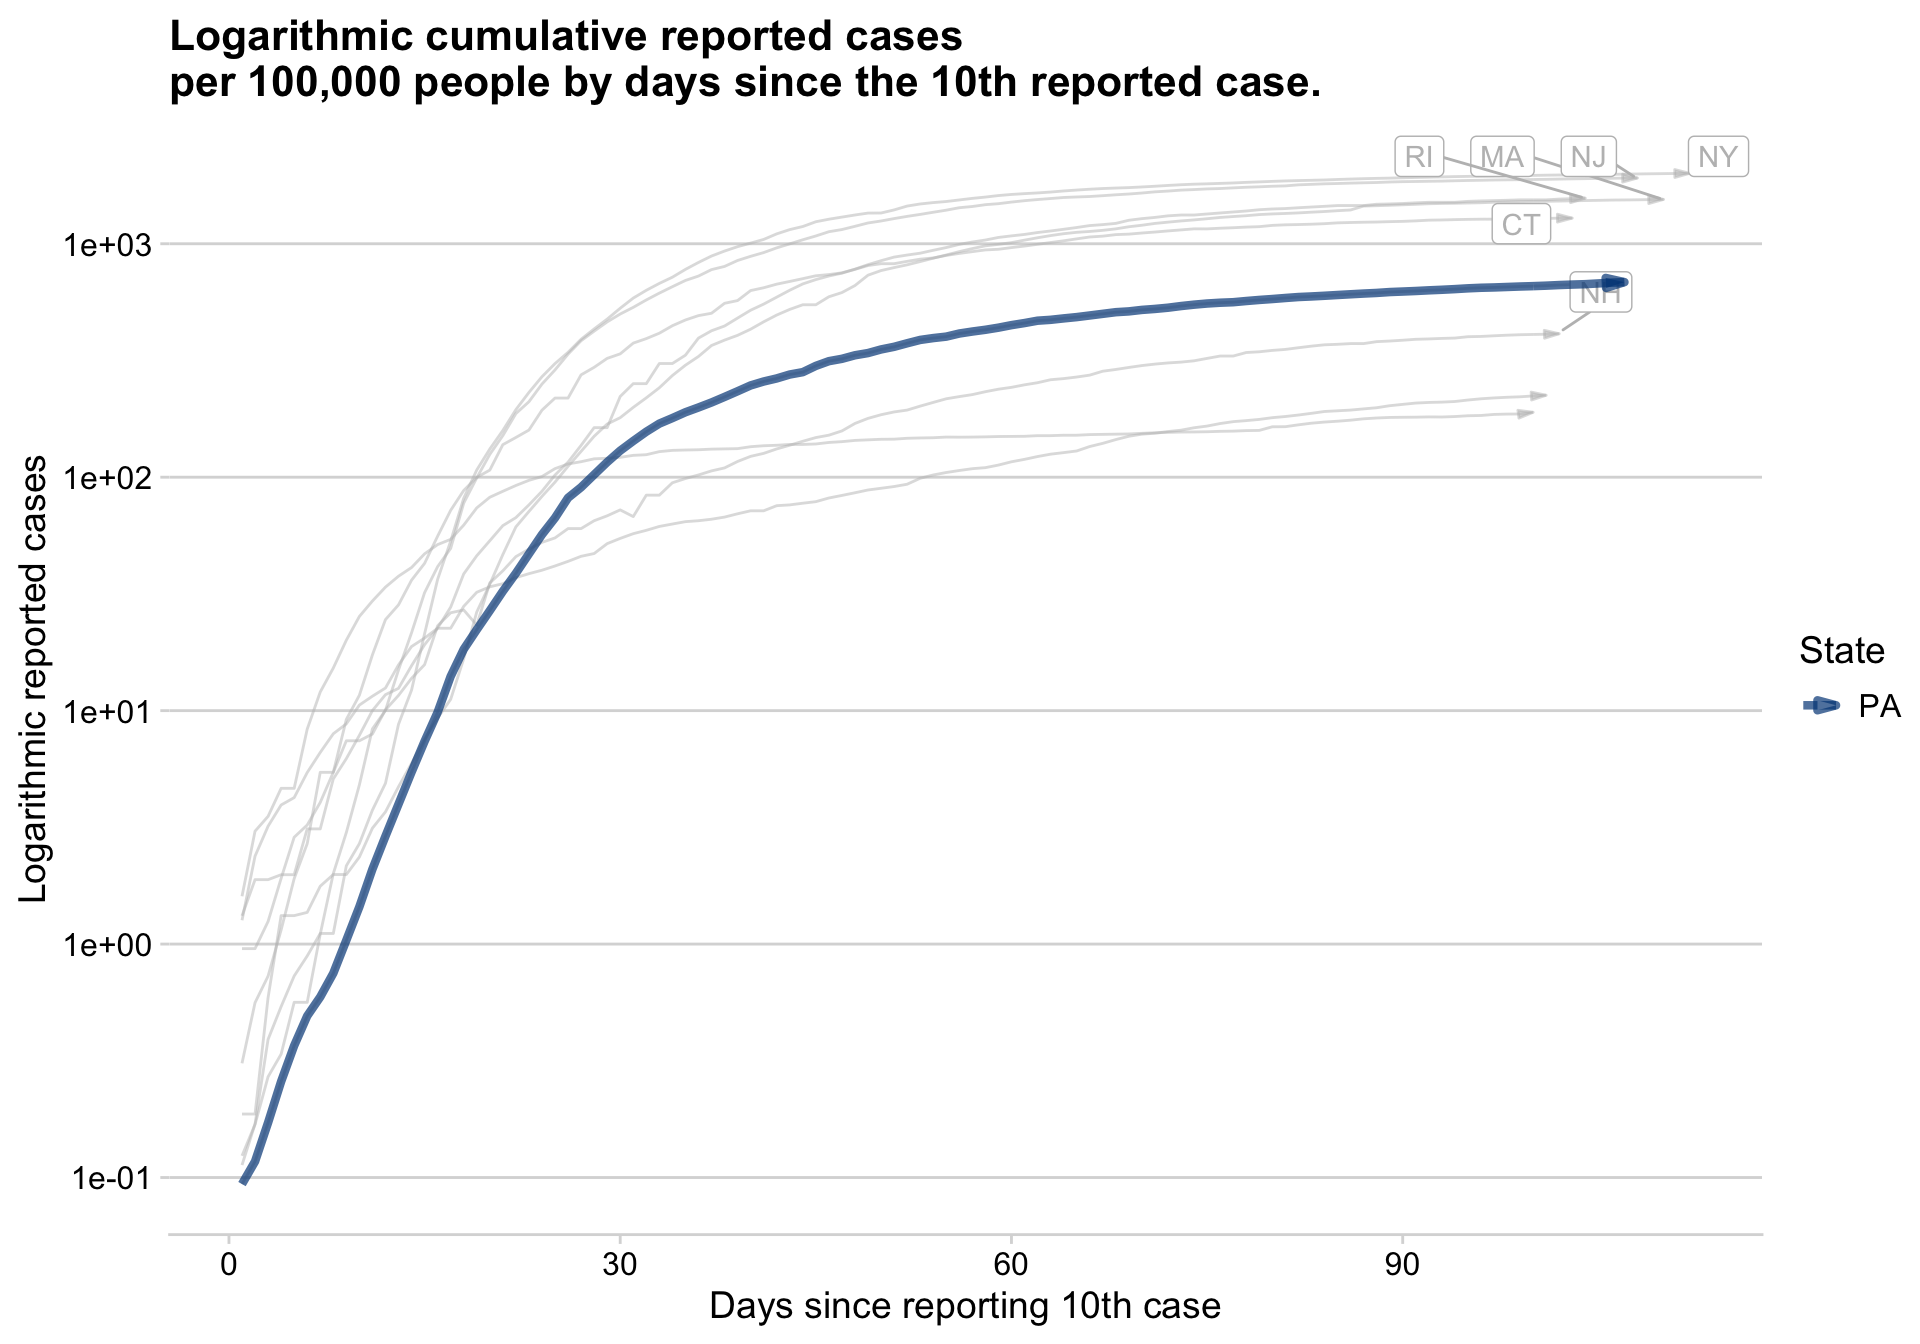 Logarithmic cumulative reported cases
per 100,000 people by days since the 10th reported case.
RI MA NJ NY
CT
NH
1e+03
1e+02
1e+01
1e+00
1e-01
Logarithmic reported cases
0 30 60 90
Days since reporting 10th case
State
PA